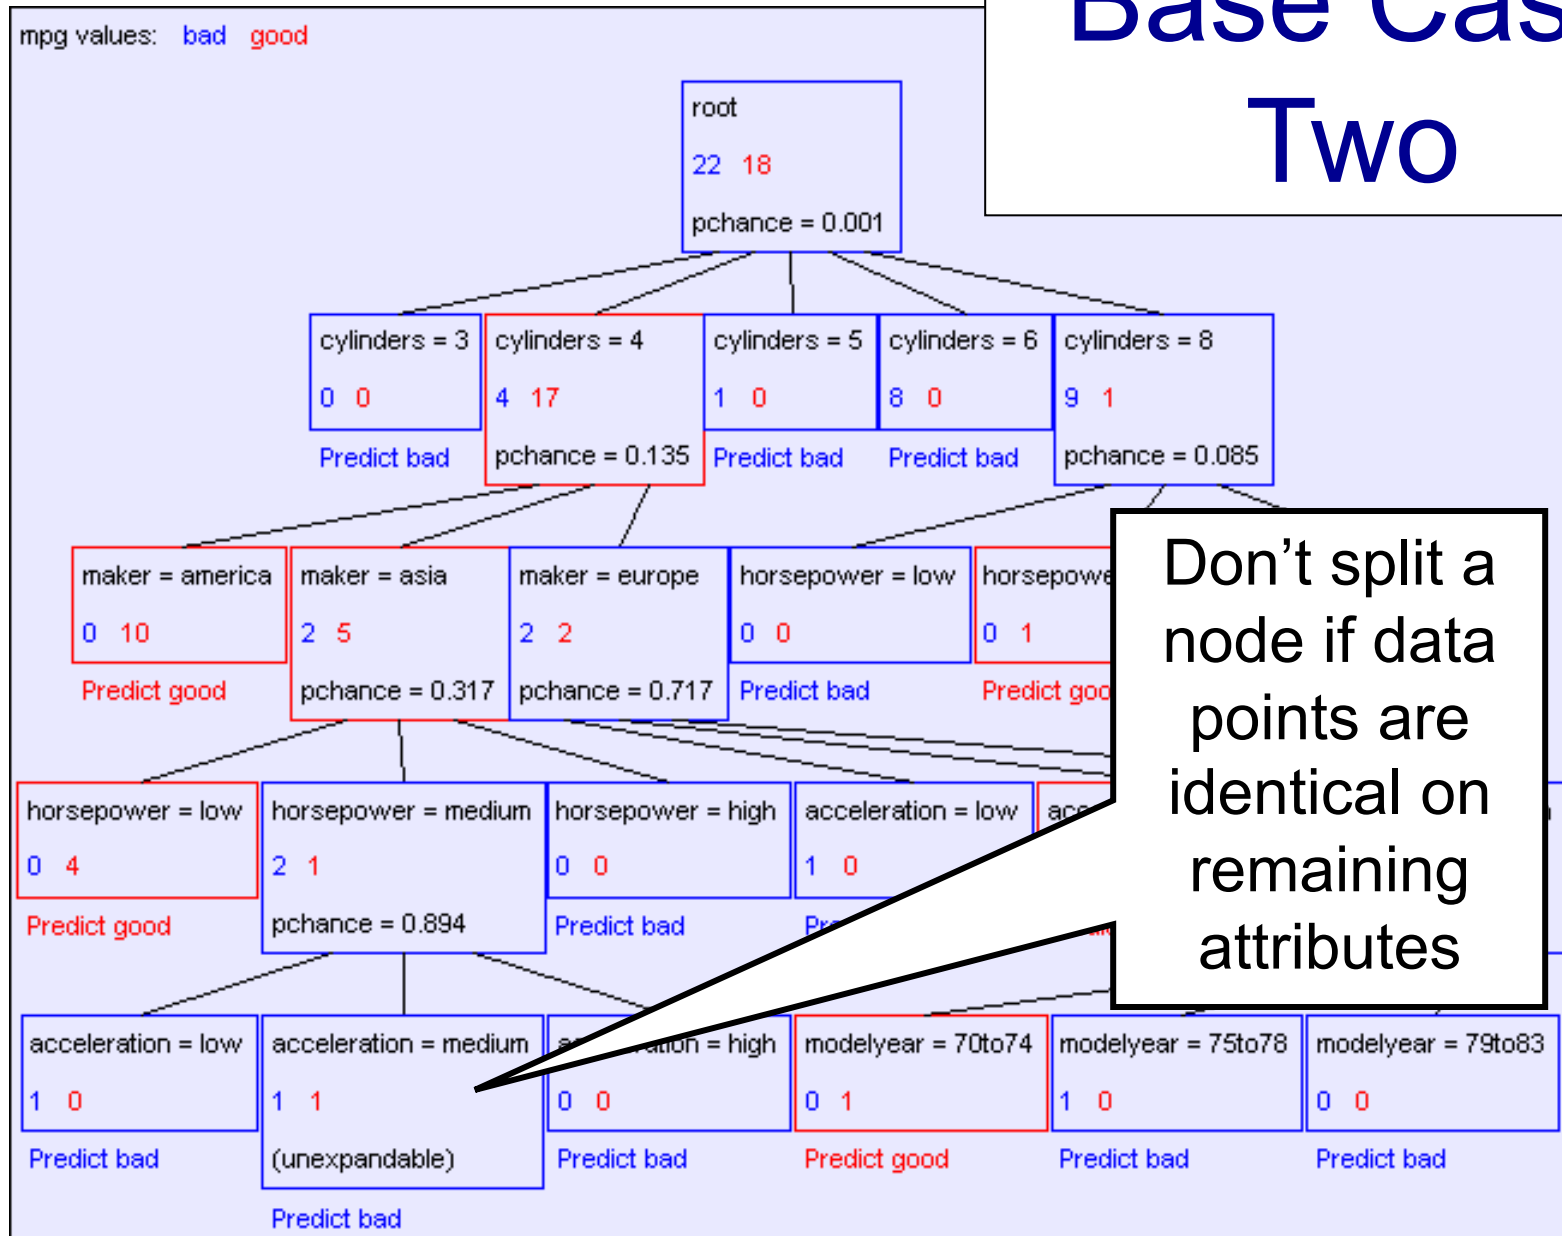 Base Cas
Two
mpg values: bad good
root
22 18
pchance = 0.001
cylinders = 3 cylinders = 4 cylinders = 5 cylinders = 6 cylinders = 8
0 0 4 17 1 0 8 0 9 1
Predict bad pchance = 0.135 Predict bad Predict bad pchance = 0.085
maker = america maker = asia maker = europe horsepower = low horsepowe
0 10 2 5 2 2 0 0 0 1
Predict good pchance = 0.317 pchance = 0.717 Predict bad Predict goo
Don’t split a
node if data
points are
identical on
remaining
attributes
horsepower = low horsepower = medium horsepower = high acceleration = low
0 4 2 1 0 0 1 0
Predict good pchance = 0.894 Predict bad
acceleration = low acceleration = medium = high modelyear = 70to74 modelyear = 75to78 modelyear = 79to83
1 0 1 1 0 0 0 1 1 0 0 0
Predict bad (unexpandable) Predict bad Predict good Predict bad Predict bad
Predict bad